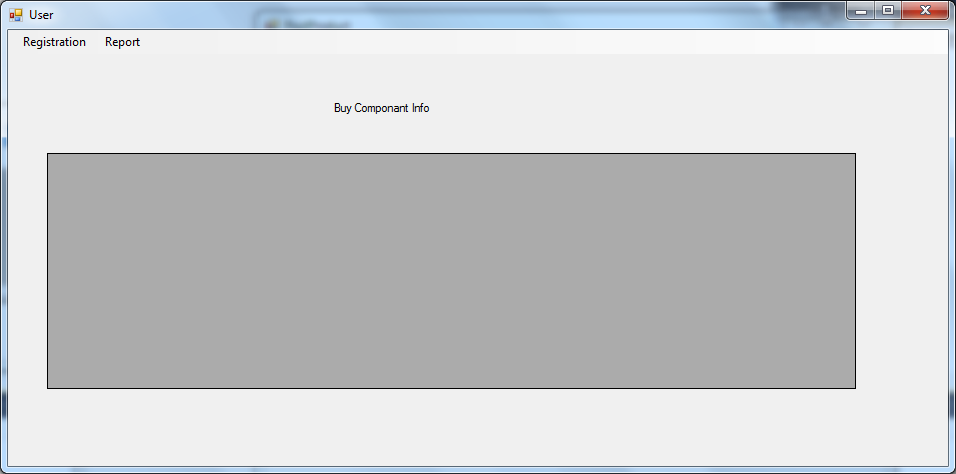 User
Registration Report
Buy Componant Info